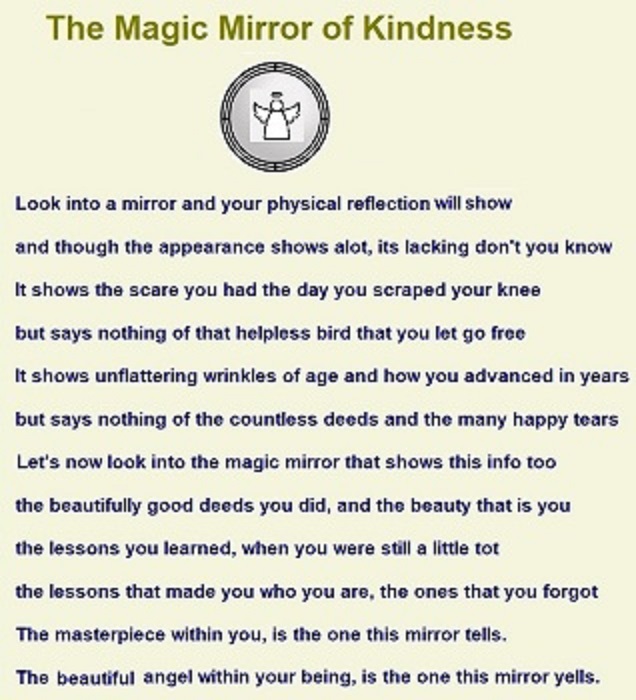 The Magic Mirror of Kindness
Look into a mirror and your physical reflection will show
and though the appearance shows alot, its lacking don't you know
It shows the scare you had the day you scraped your knee
but says nothing of that helpless bird that you let go free
It shows unflattering wrinkles of age and how you advanced in years
but says nothing of the countless deeds and the many happy tears
Let's now look into the magic mirror that shows this info too
the beautifully good deeds you did, and the beauty that is you
the lessons you learned, when you were still a little tot
the lessons that made you who you are, the ones that you forgot
The masterpiece within you, is the one this mirror tells.
The beautiful angel within your being, is the one this mirror yells.